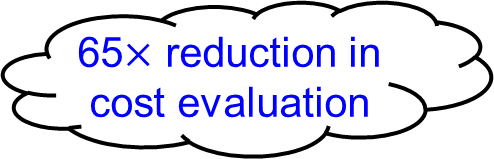 65× reduction in
cost evaluation